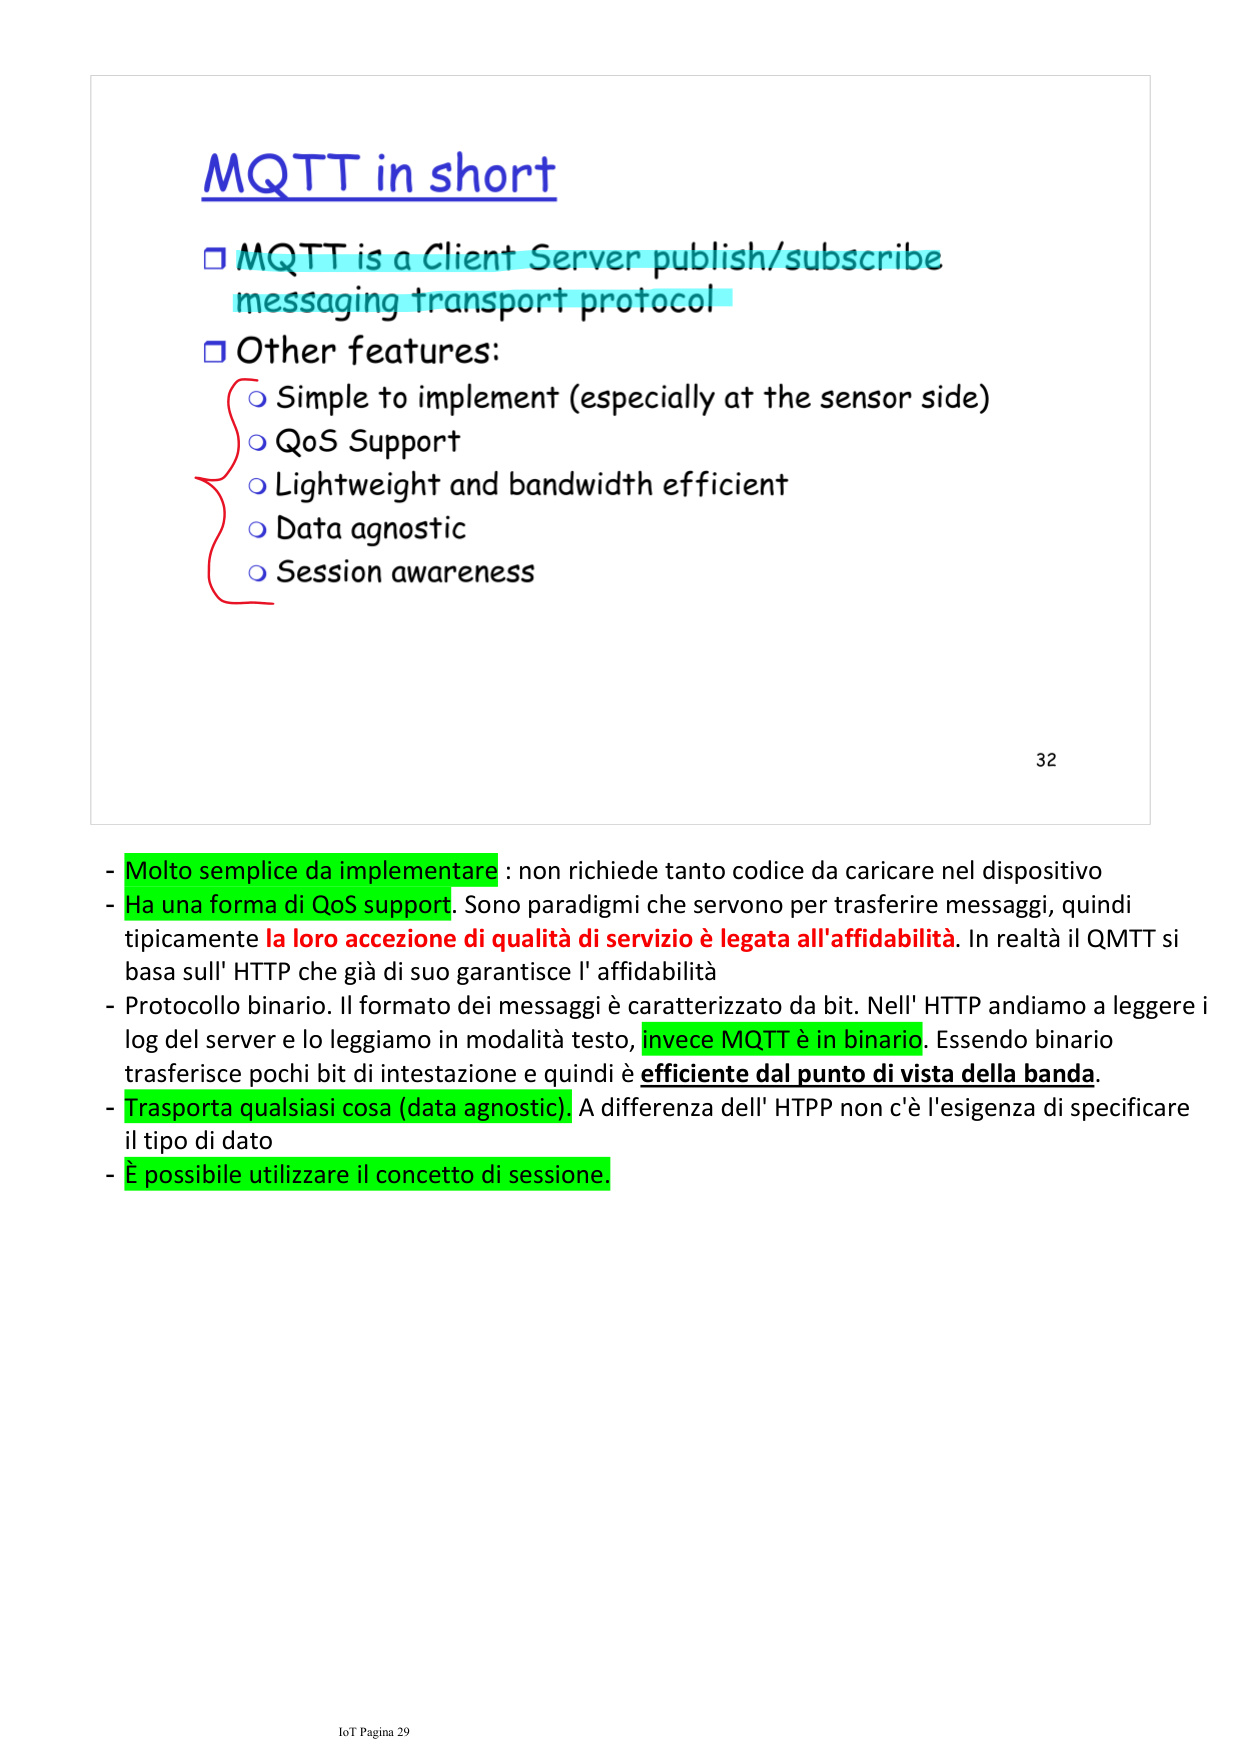 MQTT in short
MQTT is a Client Server publish/subscribe
messaging transport protocol
Other features:
Simple to implement (especially at the sensor side)
QoS Support
Lightweight and bandwidth efficient
Data agnostic
Session awareness
32
- Molto semplice da implementare : non richiede tanto codice da caricare nel dispositivo
- Ha una forma di QoS support. Sono paradigmi che servono per trasferire messaggi, quindi
tipicamente la loro accezione di qualità di servizio è legata all'affidabilità. In realtà il QMTT si
basa sull' HTTP che già di suo garantisce l' affidabilità
- Protocollo binario. Il formato dei messaggi è caratterizzato da bit. Nell' HTTP andiamo a leggere i
log del server e lo leggiamo in modalità testo, invece MQTT è in binario. Essendo binario
trasferisce pochi bit di intestazione e quindi è efficiente dal punto di vista della banda.
- Trasporta qualsiasi cosa (data agnostic). A differenza dell' HTPP non c'è l'esigenza di specificare
il tipo di dato
- È possibile utilizzare il concetto di sessione.
IoT Pagina 29